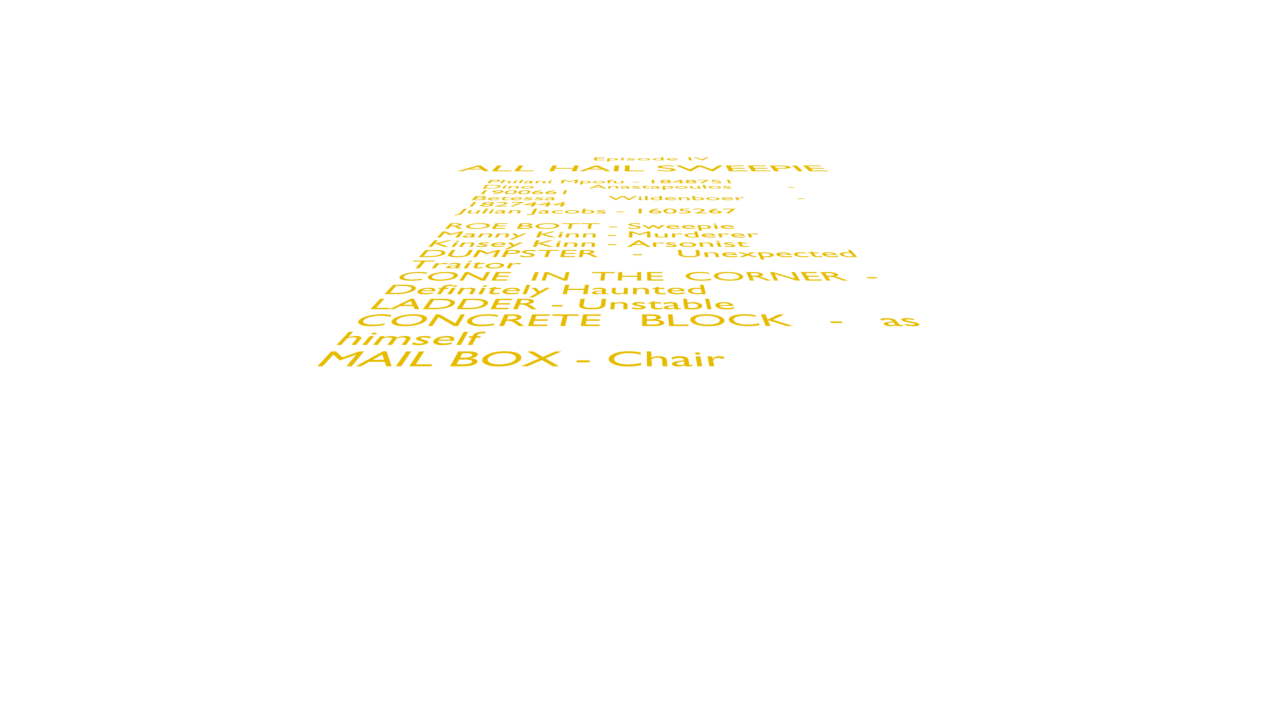 Episode IV
ALL HAIL SWEEPIE
Philani Mpofu - 1848751
Dino Anastapoulos -
1900661
Betessa Wildenboer -
1827444
Julian Jacobs - 1605267
ROE BOTT - Sweepie
Manny Kinn - Murderer
Kinsey Kinn - Arsonist
DUMPSTER - Unexpected
Traitor
CONE IN THE CORNER -
Definitely Haunted
LADDER - Unstable
CONCRETE BLOCK - as
himself
MAIL BOX - Chair